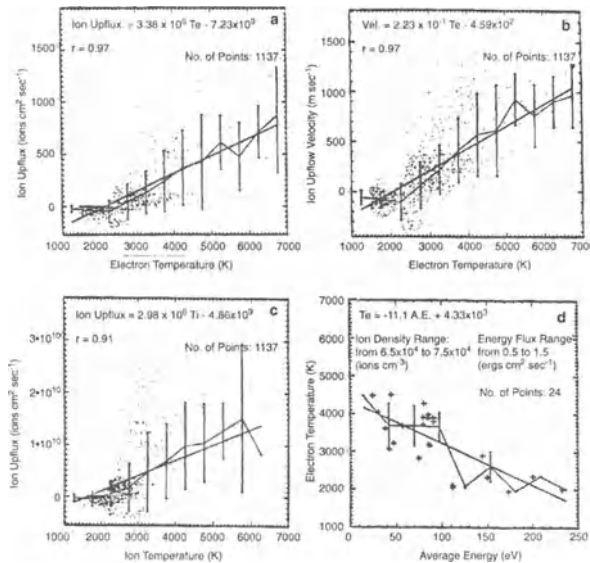 Ion Upflux = 3.38 x 10⁶ Te - 7.23x10⁹
a
r = 0.97
No. of Points: 1137
Ion Upflux (ions cm² sec⁻¹)
1500
1000
500
0
1000 2000 3000 4000 5000 6000 7000
Electron Temperature (K)
Vel. = 2.23 x 10⁻¹ Te - 4.59x10²
b
r = 0.97
No. of Points: 1137
Ion Upflow Velocity (m sec⁻¹)
1500
1000
500
0
1000 2000 3000 4000 5000 6000 7000
Electron Temperature (K)
Ion Upflux = 2.98 x 10⁶ Ti - 4.86x10⁹
c
r = 0.91
No. of Points: 1137
Ion Upflux (ions cm² sec⁻¹)
3•10¹⁰
2•10¹⁰
1•10¹⁰
0
1000 2000 3000 4000 5000 6000 7000
Ion Temperature (K)
Te = -11.1 A.E. + 4.33x10³
d
Ion Density Range:
from 6.5x10⁴ to 7.5x10⁴
(ions cm⁻³)
Energy Flux Range
from 0.5 to 1.5
(ergs cm² sec⁻¹)
No. of Points: 24
Electron Temperature (K)
7000
6000
5000
4000
3000
2000
1000
0 50 100 150 200 250
Average Energy (eV)